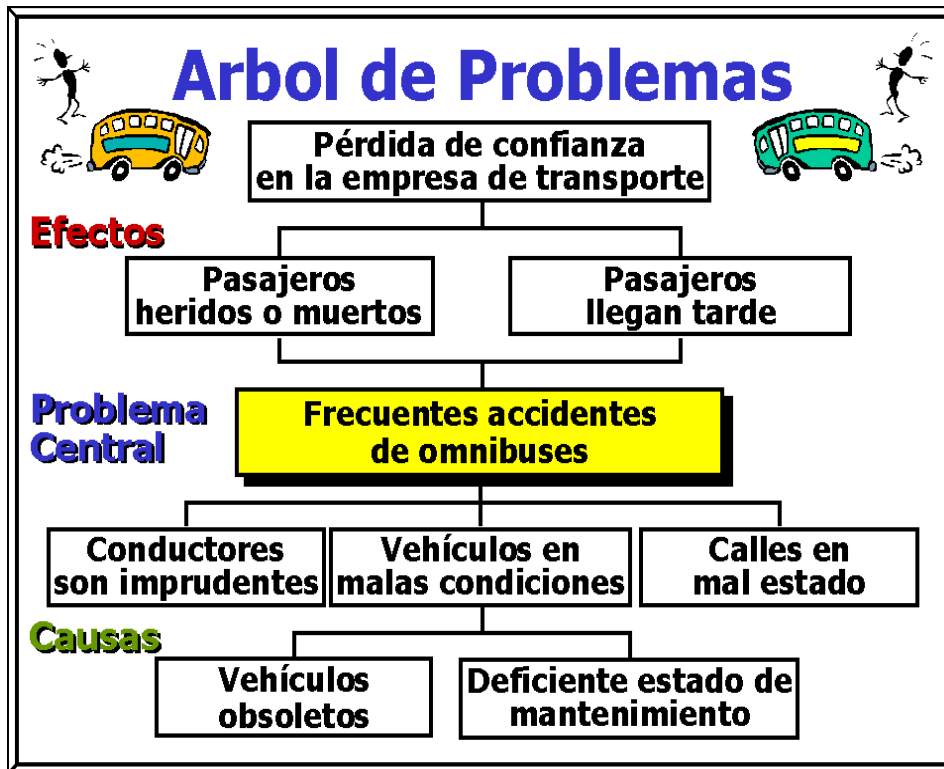 Arbol de Problemas
Pérdida de confianza
en la empresa de transporte
Efectos
Pasajeros
heridos o muertos
Pasajeros
llegan tarde
Problema
Central
Frecuentes accidentes
de omnibuses
Conductores
son imprudentes
Vehículos en
malas condiciones
Calles en
mal estado
Causas
Vehículos
obsoletos
Deficiente estado de
mantenimiento